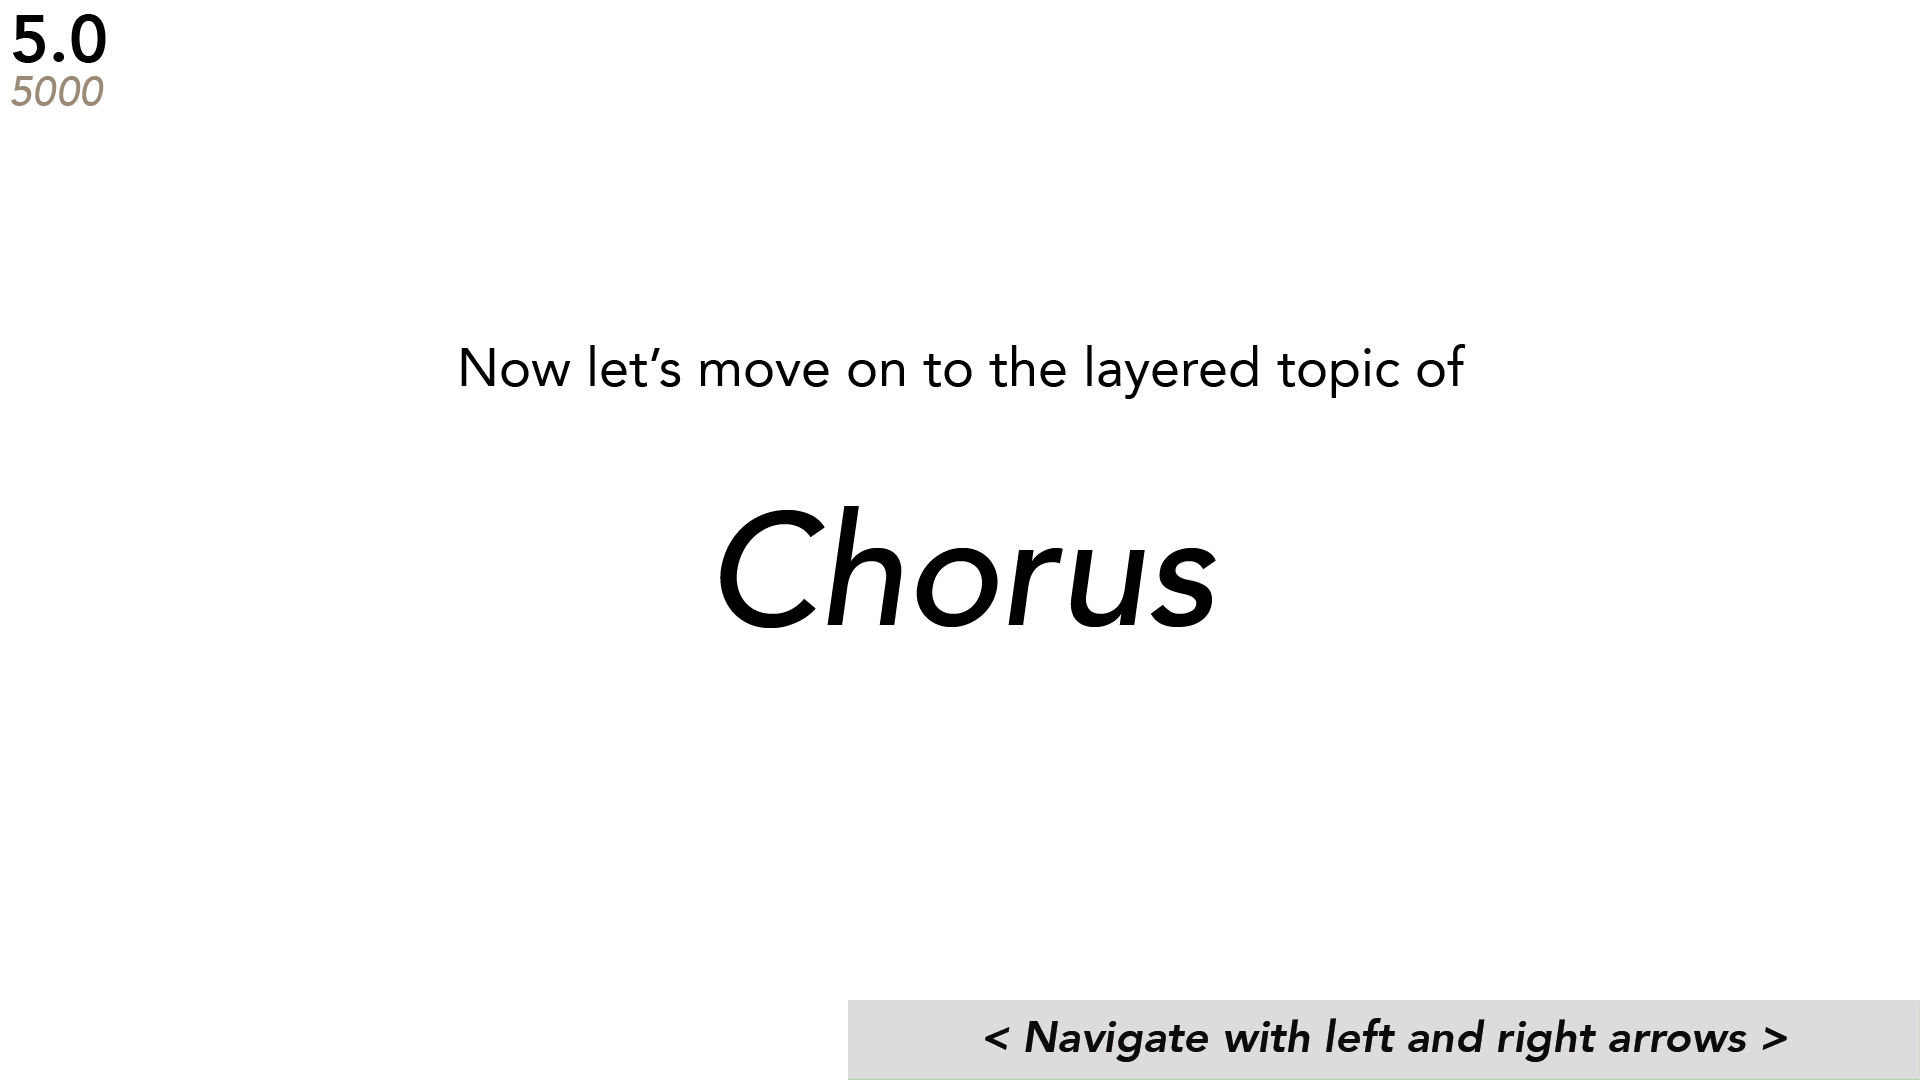 5.0
5000
Now let’s move on to the layered topic of
Chorus
< Navigate with left and right arrows >